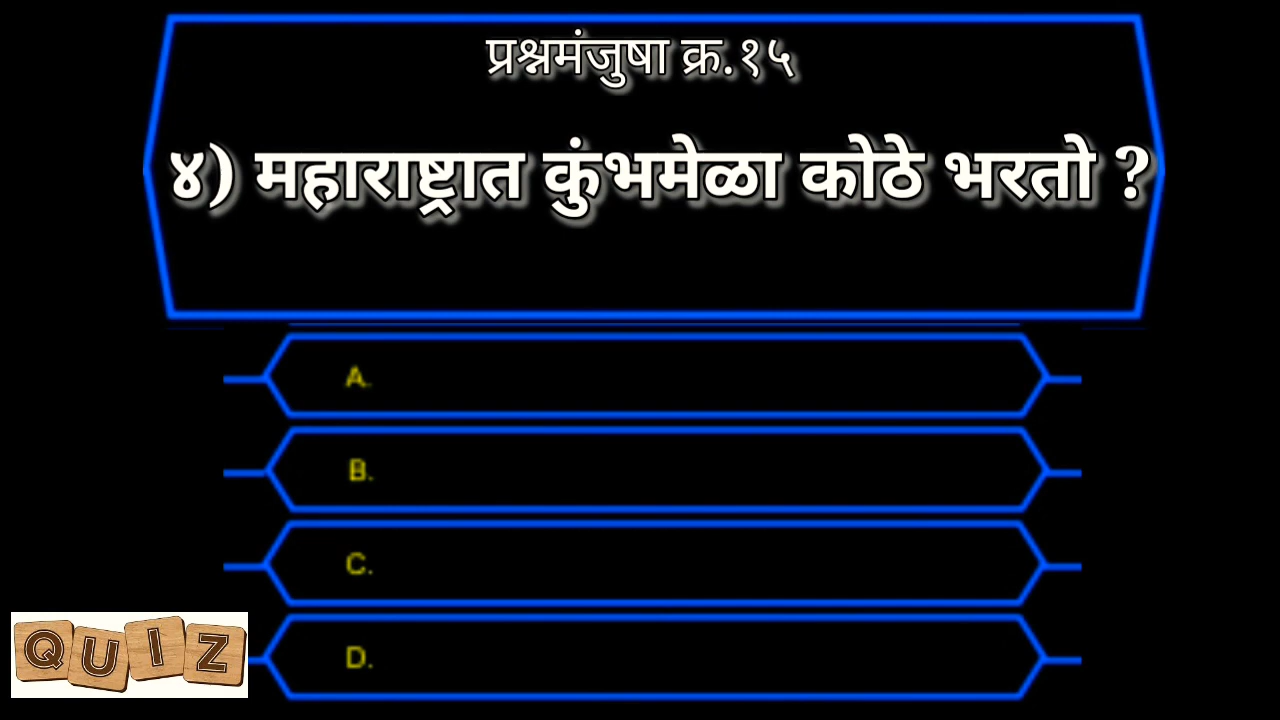 प्रश्नमंजुषा क्र.१५
४) महाराष्ट्रात कुंभमेळा कोठे भरतो ?
A.
B.
C.
D.
QUIZ